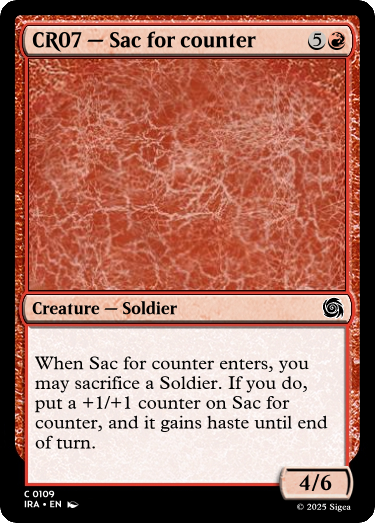 CR07 — Sac for counter 5
Creature — Soldier
When Sac for counter enters, you
may sacrifice a Soldier. If you do,
put a +1/+1 counter on Sac for
counter, and it gains haste until end
of turn.
4/6
C 0109
IRA • EN
© 2025 Sigea